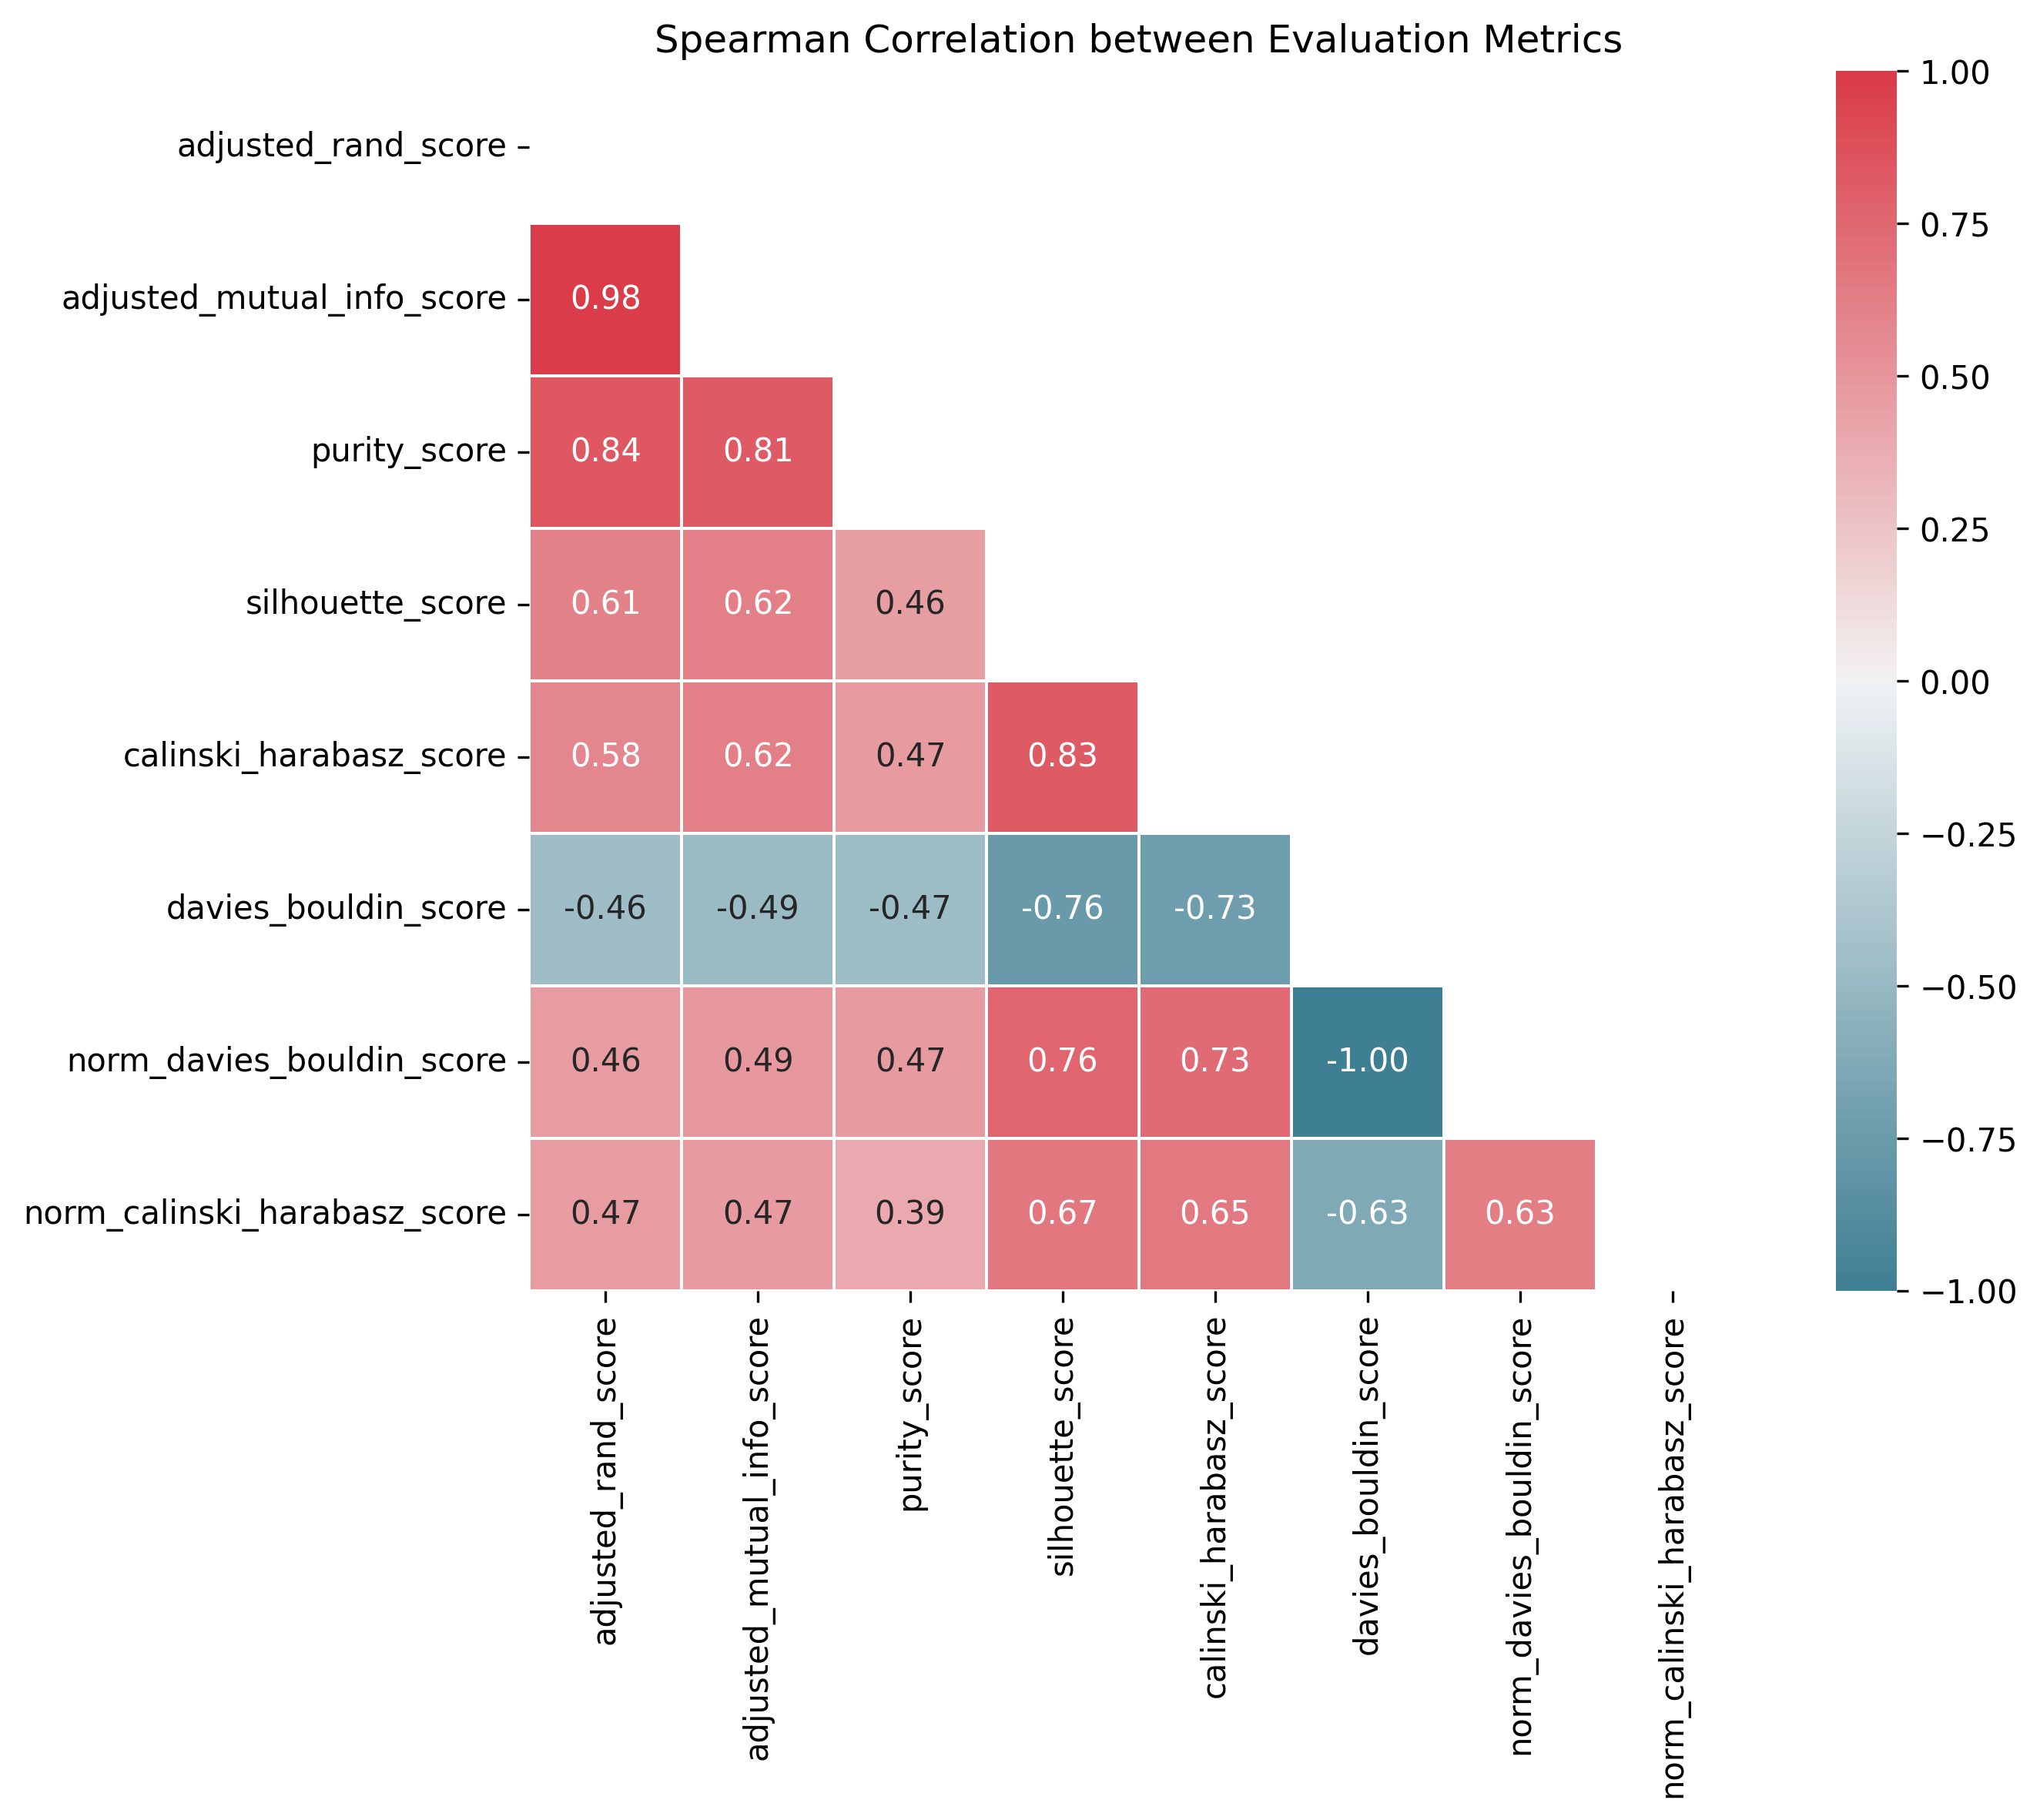 Spearman Correlation between Evaluation Metrics
adjusted_rand_score
adjusted_mutual_info_score 0.98
purity_score 0.84 0.81
silhouette_score 0.61 0.62 0.46
calinski_harabasz_score 0.58 0.62 0.47 0.83
davies_bouldin_score -0.46 -0.49 -0.47 -0.76 -0.73
norm_davies_bouldin_score 0.46 0.49 0.47 0.76 0.73 -1.00
norm_calinski_harabasz_score 0.47 0.47 0.39 0.67 0.65 -0.63 0.63
adjusted_rand_score
adjusted_mutual_info_score
purity_score
silhouette_score
calinski_harabasz_score
davies_bouldin_score
norm_davies_bouldin_score
norm_calinski_harabasz_score
1.00
0.75
0.50
0.25
0.00
−0.25
−0.50
−0.75
−1.00